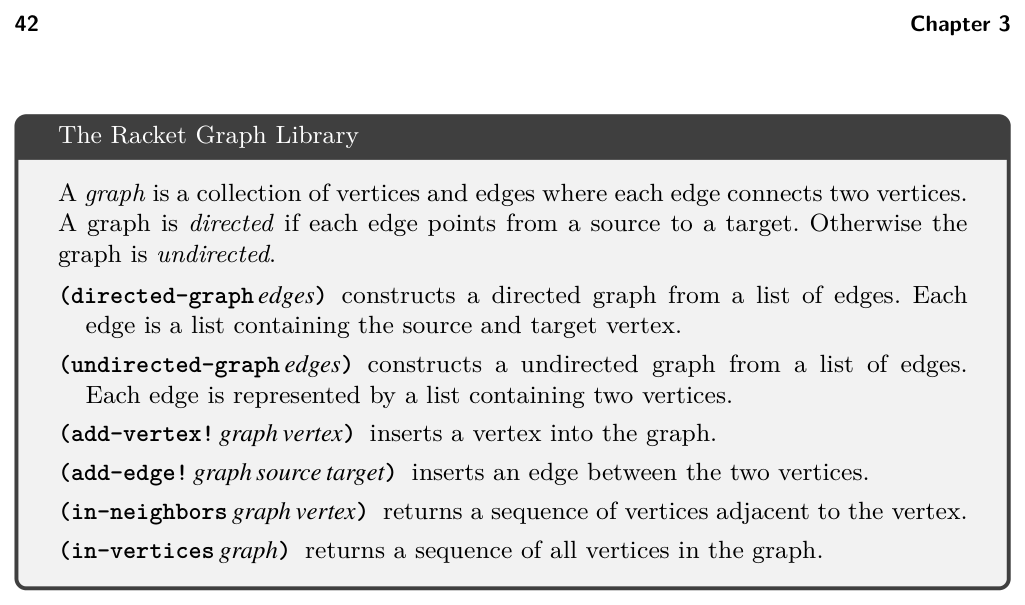 42 Chapter 3
The Racket Graph Library
A graph is a collection of vertices and edges where each edge connects two vertices.
A graph is directed if each edge points from a source to a target. Otherwise the
graph is undirected.
(directed-graph edges) constructs a directed graph from a list of edges. Each
edge is a list containing the source and target vertex.
(undirected-graph edges) constructs a undirected graph from a list of edges.
Each edge is represented by a list containing two vertices.
(add-vertex! graph vertex) inserts a vertex into the graph.
(add-edge! graph source target) inserts an edge between the two vertices.
(in-neighbors graph vertex) returns a sequence of vertices adjacent to the vertex.
(in-vertices graph) returns a sequence of all vertices in the graph.